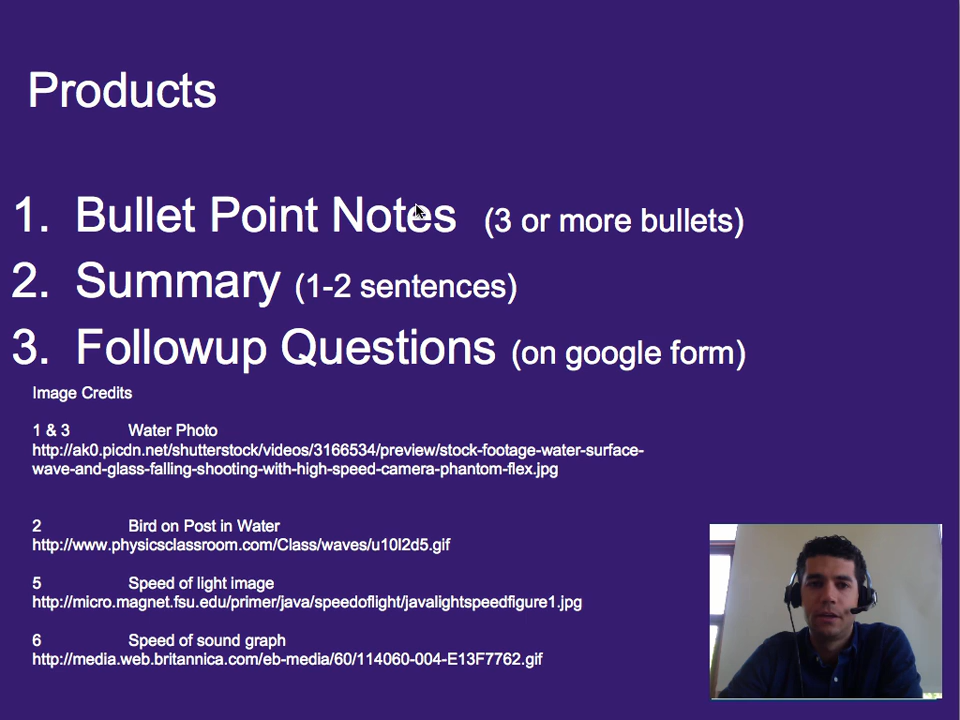 Products
1. Bullet Point Notes (3 or more bullets)
2. Summary (1-2 sentences)
3. Followup Questions (on google form)
Image Credits
1 & 3 Water Photo
http://ak0.picdn.net/shutterstock/videos/3166534/preview/stock-footage-water-surface-
wave-and-glass-falling-shooting-with-high-speed-camera-phantom-flex.jpg
2 Bird on Post in Water
http://www.physicsclassroom.com/Class/waves/u10l2d5.gif
5 Speed of light image
http://micro.magnet.fsu.edu/primer/java/speedoflight/javalightspeedfigure1.jpg
6 Speed of sound graph
http://media.web.britannica.com/eb-media/60/114060-004-E13F7762.gif